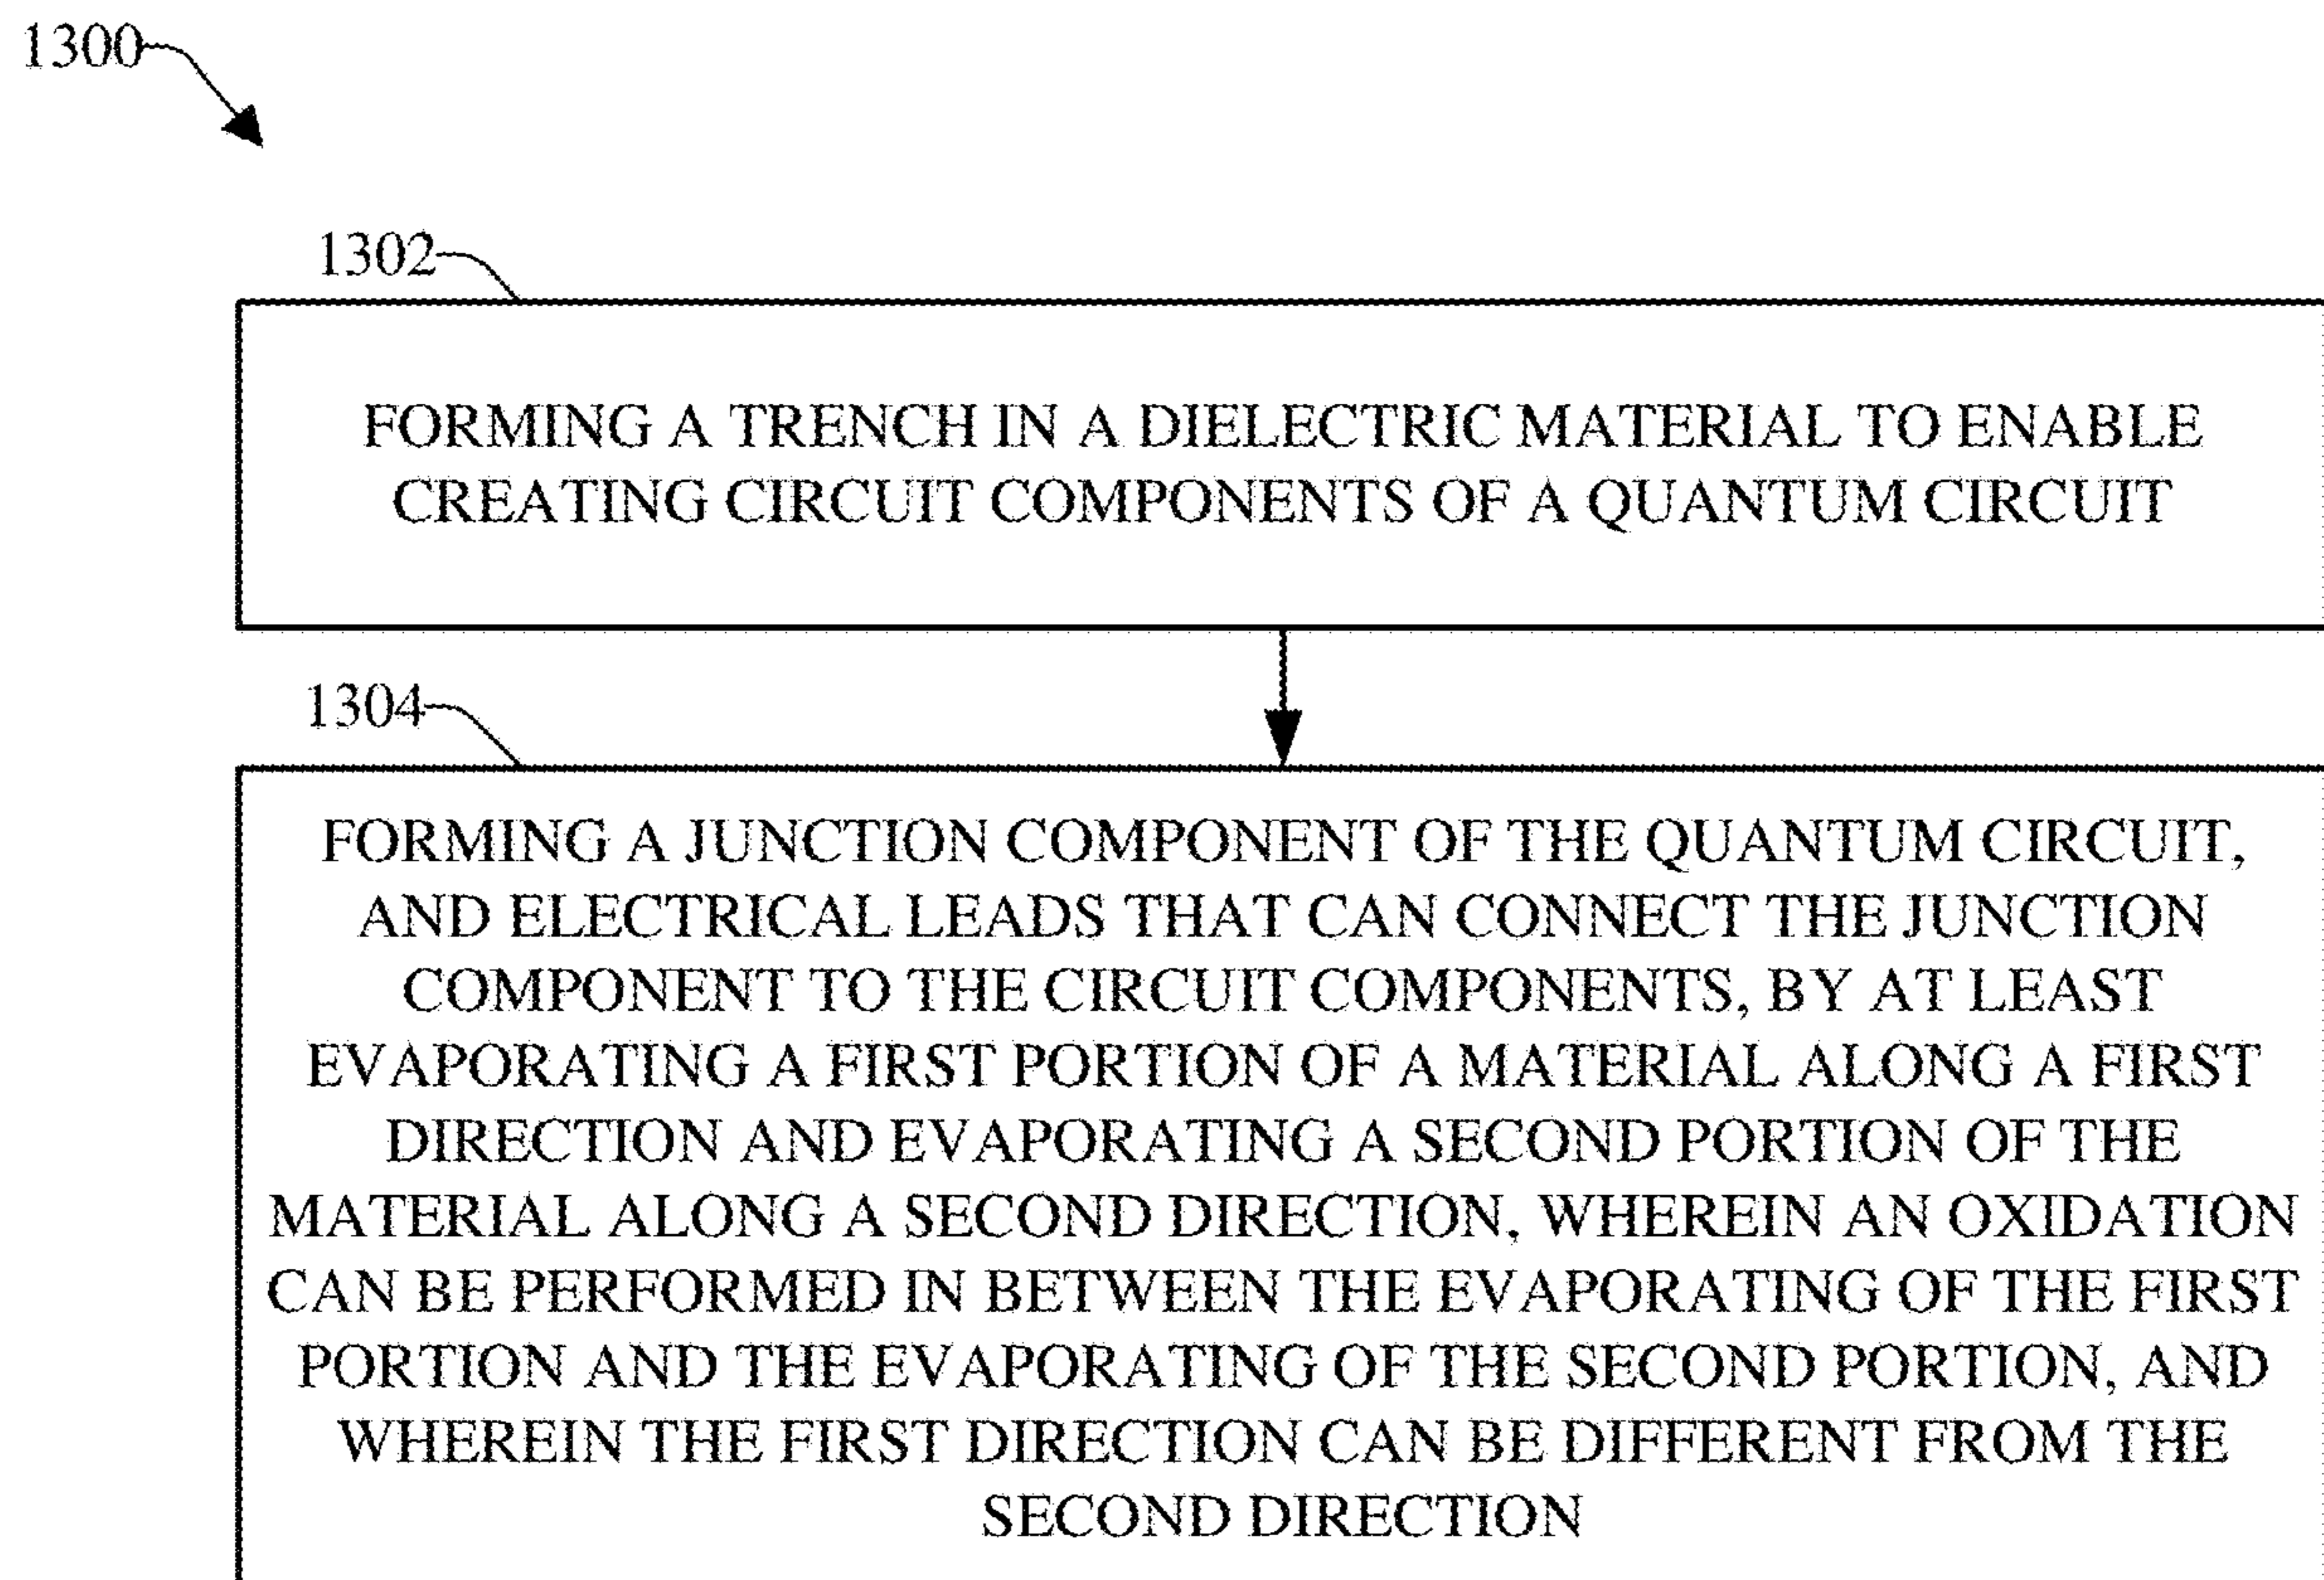 1300
1302
FORMING A TRENCH IN A DIELECTRIC MATERIAL TO ENABLE
CREATING CIRCUIT COMPONENTS OF A QUANTUM CIRCUIT
1304
FORMING A JUNCTION COMPONENT OF THE QUANTUM CIRCUIT,
AND ELECTRICAL LEADS THAT CAN CONNECT THE JUNCTION
COMPONENT TO THE CIRCUIT COMPONENTS, BY AT LEAST
EVAPORATING A FIRST PORTION OF A MATERIAL ALONG A FIRST
DIRECTION AND EVAPORATING A SECOND PORTION OF THE
MATERIAL ALONG A SECOND DIRECTION, WHEREIN AN OXIDATION
CAN BE PERFORMED IN BETWEEN THE EVAPORATING OF THE FIRST
PORTION AND THE EVAPORATING OF THE SECOND PORTION, AND
WHEREIN THE FIRST DIRECTION CAN BE DIFFERENT FROM THE
SECOND DIRECTION